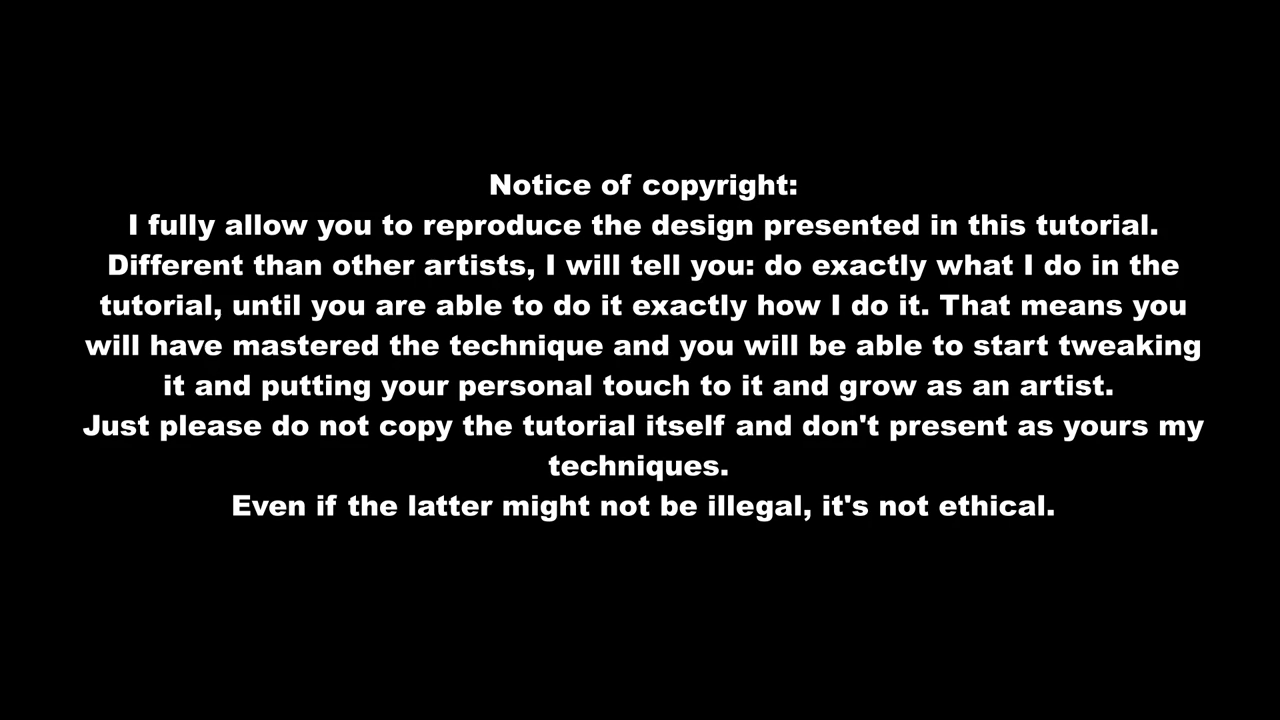 Notice of copyright:
I fully allow you to reproduce the design presented in this tutorial.
Different than other artists, I will tell you: do exactly what I do in the
tutorial, until you are able to do it exactly how I do it. That means you
will have mastered the technique and you will be able to start tweaking
it and putting your personal touch to it and grow as an artist.
Just please do not copy the tutorial itself and don't present as yours my
techniques.
Even if the latter might not be illegal, it's not ethical.